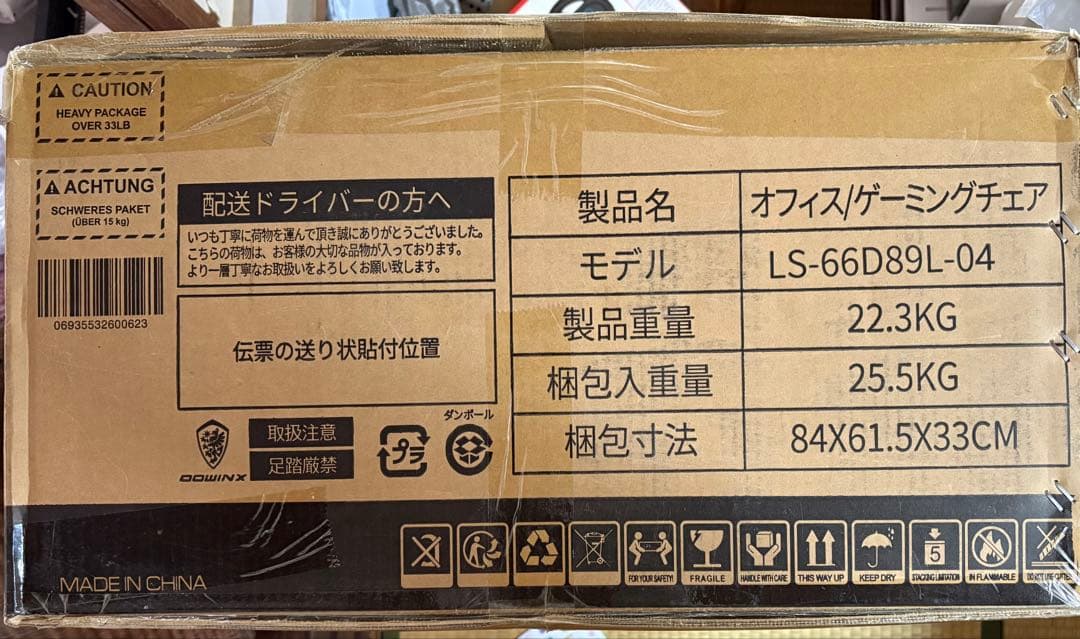 CAUTION
HEAVY PACKAGE
OVER 33LB
ACHTUNG
SCHWERES PAKET
(ÜBER 15 kg)
06935532600623
配送ドライバーの方へ
いつも丁寧に荷物を運んで頂き誠にありがとうございました。
こちらの荷物は、お客様の大切な品物が入っております。
より一層丁寧なお取扱いをよろしくお願い致します。
伝票の送り状貼付位置
DOWINX
取扱注意
足踏厳禁
プラ
ダンボール
製品名 オフィス/ゲーミングチェア
モデル LS-66D89L-04
製品重量 22.3KG
梱包入重量 25.5KG
梱包寸法 84X61.5X33CM
MADE IN CHINA
5
FOR YOUR SAFETY!
FRAGILE
HANDLE WITH CARE
THIS WAY UP
KEEP DRY
STACKING LIMITATION
IN FLAMMABLE
DO NOT USE CUTTER